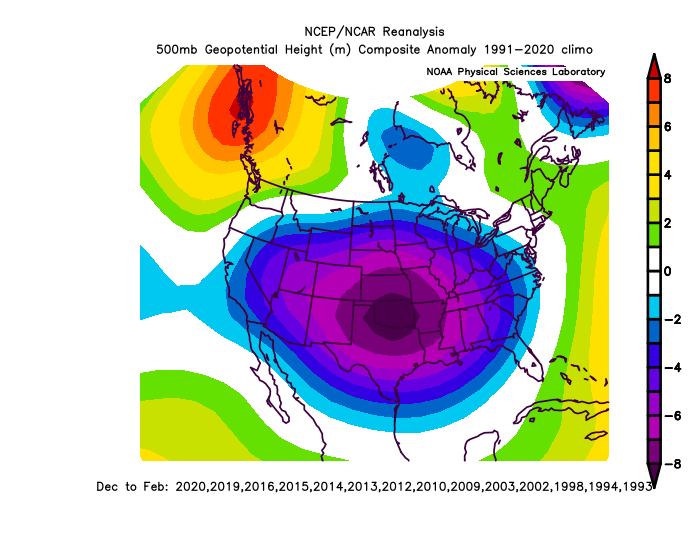 NCEP/NCAR Reanalysis
500mb Geopotential Height (m) Composite Anomaly 1991-2020 climo
NOAA Physical Sciences Laboratory
8
6
4
2
0
-2
-4
-6
-8
Dec to Feb: 2020,2019,2016,2015,2014,2013,2012,2010,2009,2003,2002,1998,1994,1993